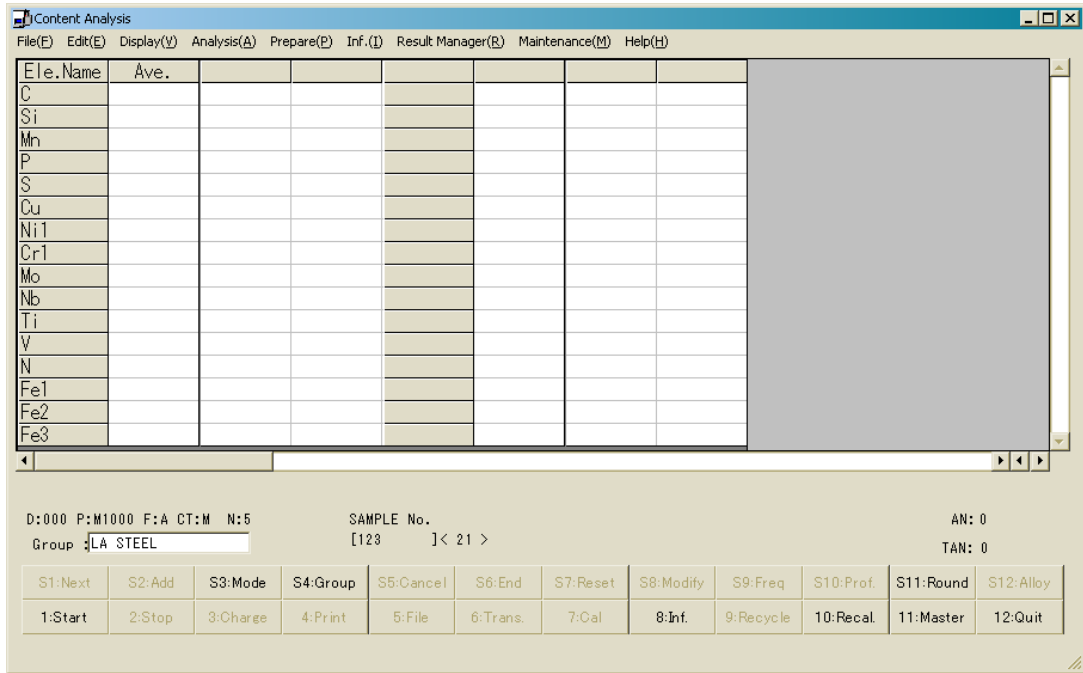 Content Analysis
File(F) Edit(E) Display(V) Analysis(A) Prepare(P) Inf.(I) Result Manager(R) Maintenance(M) Help(H)
Ele.Name Ave.
C
Si
Mn
P
S
Cu
Ni1
Cr1
Mo
Nb
Ti
V
N
Fe1
Fe2
Fe3
D:000 P:M1000 F:A CT:M N:5 SAMPLE No. AN: 0
Group :LA STEEL [123 ]< 21 > TAN: 0
S1:Next S2:Add S3:Mode S4:Group S5:Cancel S6:End S7:Reset S8:Modify S9:Freq S10:Prof. S11:Round S12:Alloy
1:Start 2:Stop 3:Charge 4:Print 5:File 6:Trans. 7:Cal 8:Inf. 9:Recycle 10:Recal. 11:Master 12:Quit